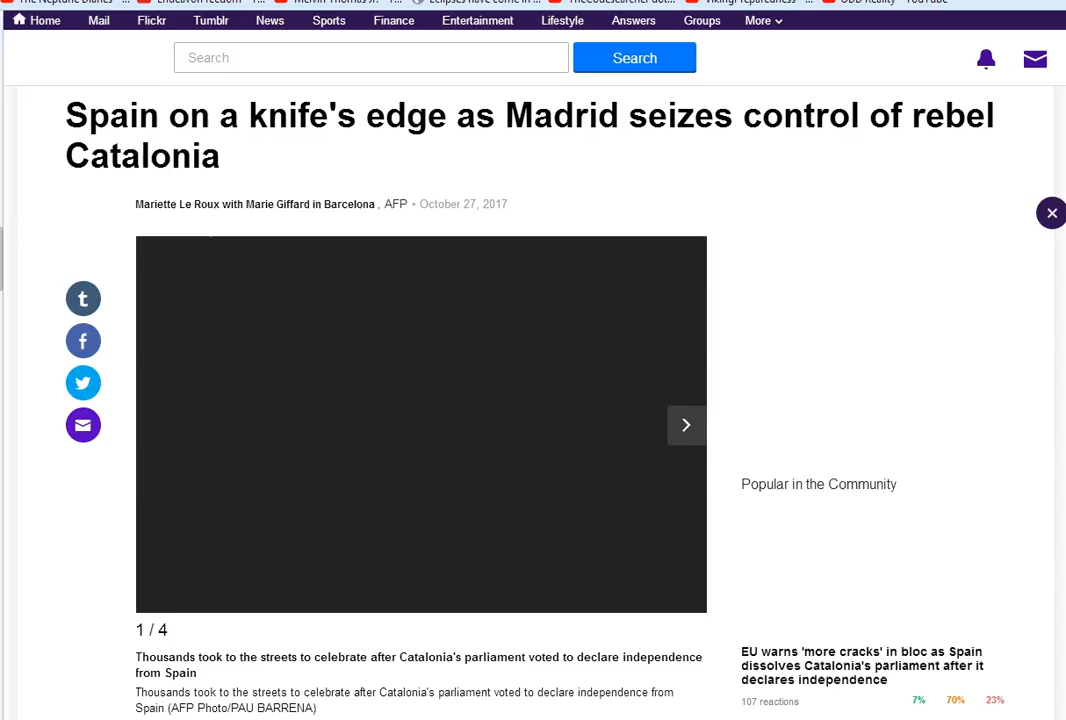 Home Mail Flickr Tumblr News Sports Finance Entertainment Lifestyle Answers Groups More
Search Search
Spain on a knife's edge as Madrid seizes control of rebel
Catalonia
Mariette Le Roux with Marie Giffard in Barcelona , AFP • October 27, 2017
Popular in the Community
1 / 4
Thousands took to the streets to celebrate after Catalonia's parliament voted to declare independence
from Spain
Thousands took to the streets to celebrate after Catalonia's parliament voted to declare independence from
Spain (AFP Photo/PAU BARRENA)
EU warns 'more cracks' in bloc as Spain
dissolves Catalonia's parliament after it
declares independence
107 reactions 7% 70% 23%